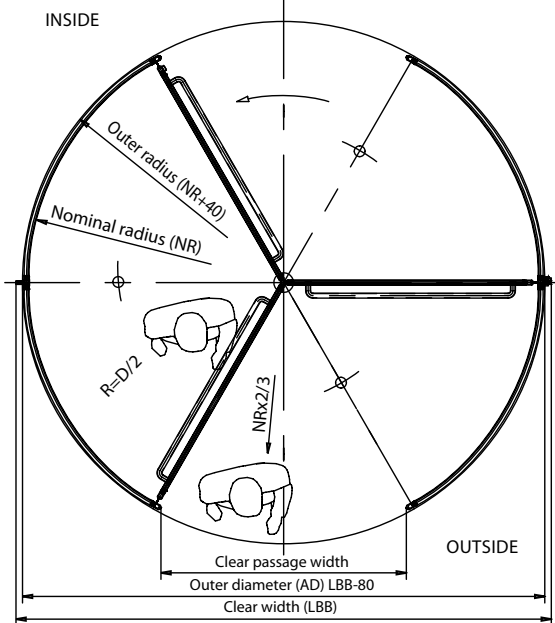 INSIDE
Outer radius (NR+40)
Nominal radius (NR)
R=D/2
NRx2/3
OUTSIDE
Clear passage width
Outer diameter (AD) LBB-80
Clear width (LBB)